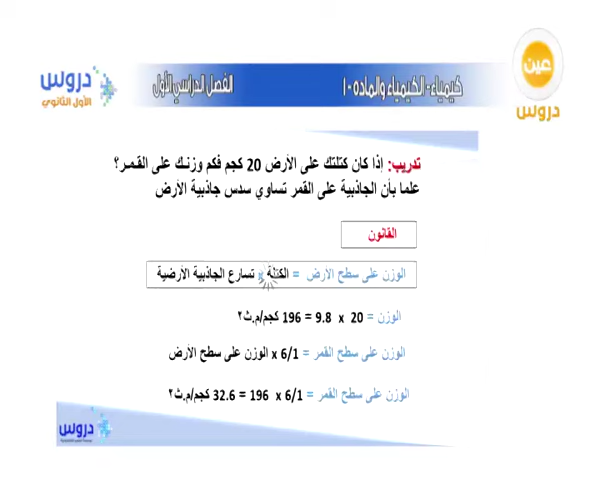 عين
دروس
كيمياء - الكيمياء والماده - ١
الفصل الدراسي الأول
دروس
الأول الثانوي
تدريب: إذا كان كتلتك على الأرض 20 كجم فكم وزنك على القمر؟
علما بأن الجاذبية على القمر تساوي سدس جاذبية الأرض
القانون
الوزن على سطح الأرض = الكتلة x تسارع الجاذبية الأرضية
الوزن = 20 x 9.8 = 196 كجم/م.ث٢
الوزن على سطح القمر = 6/1 x الوزن على سطح الأرض
الوزن على سطح القمر = 6/1 x 196 = 32.6 كجم/م.ث٢
دروس